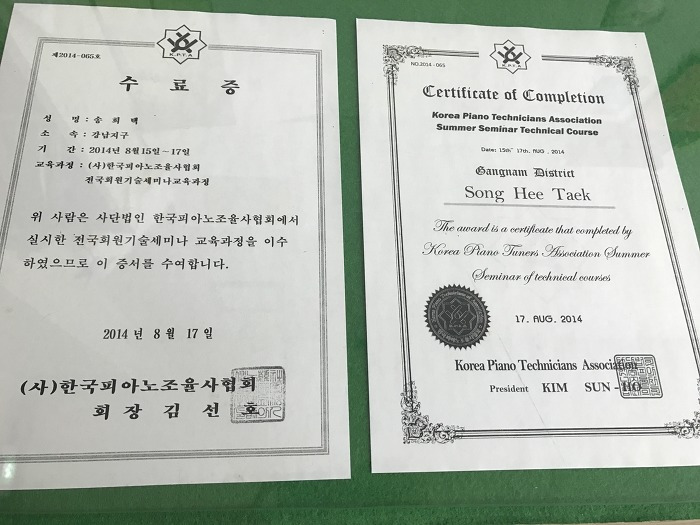 K.P.T.A
제2014-065호
수료증
성 명 : 송 희 택
소 속 : 강남지구
기 간 : 2014년 8월15일~17일
교육과정 : (사)한국피아노조율사협회
전국회원기술세미나교육과정
위 사람은 사단법인 한국피아노조율사협회에서
실시한 전국회원기술세미나 교육과정을 이수
하였으므로 이 증서를 수여합니다.
2014년 8월 17일
(사)한국피아노조율사협회
회 장 김 선 호
K.P.T.A
NO.2014-065
Certificate of Completion
Korea Piano Technicians Association
Summer Seminar Technical Course
Date: 15th~17th. AUG. 2014
Gangnam District
Song Hee Taek
The award is a certificate that completed by
Korea Piano Tuners Association Summer
Seminar of technical courses
17. AUG. 2014
Korea Piano Technicians Association
President KIM SUN-HO